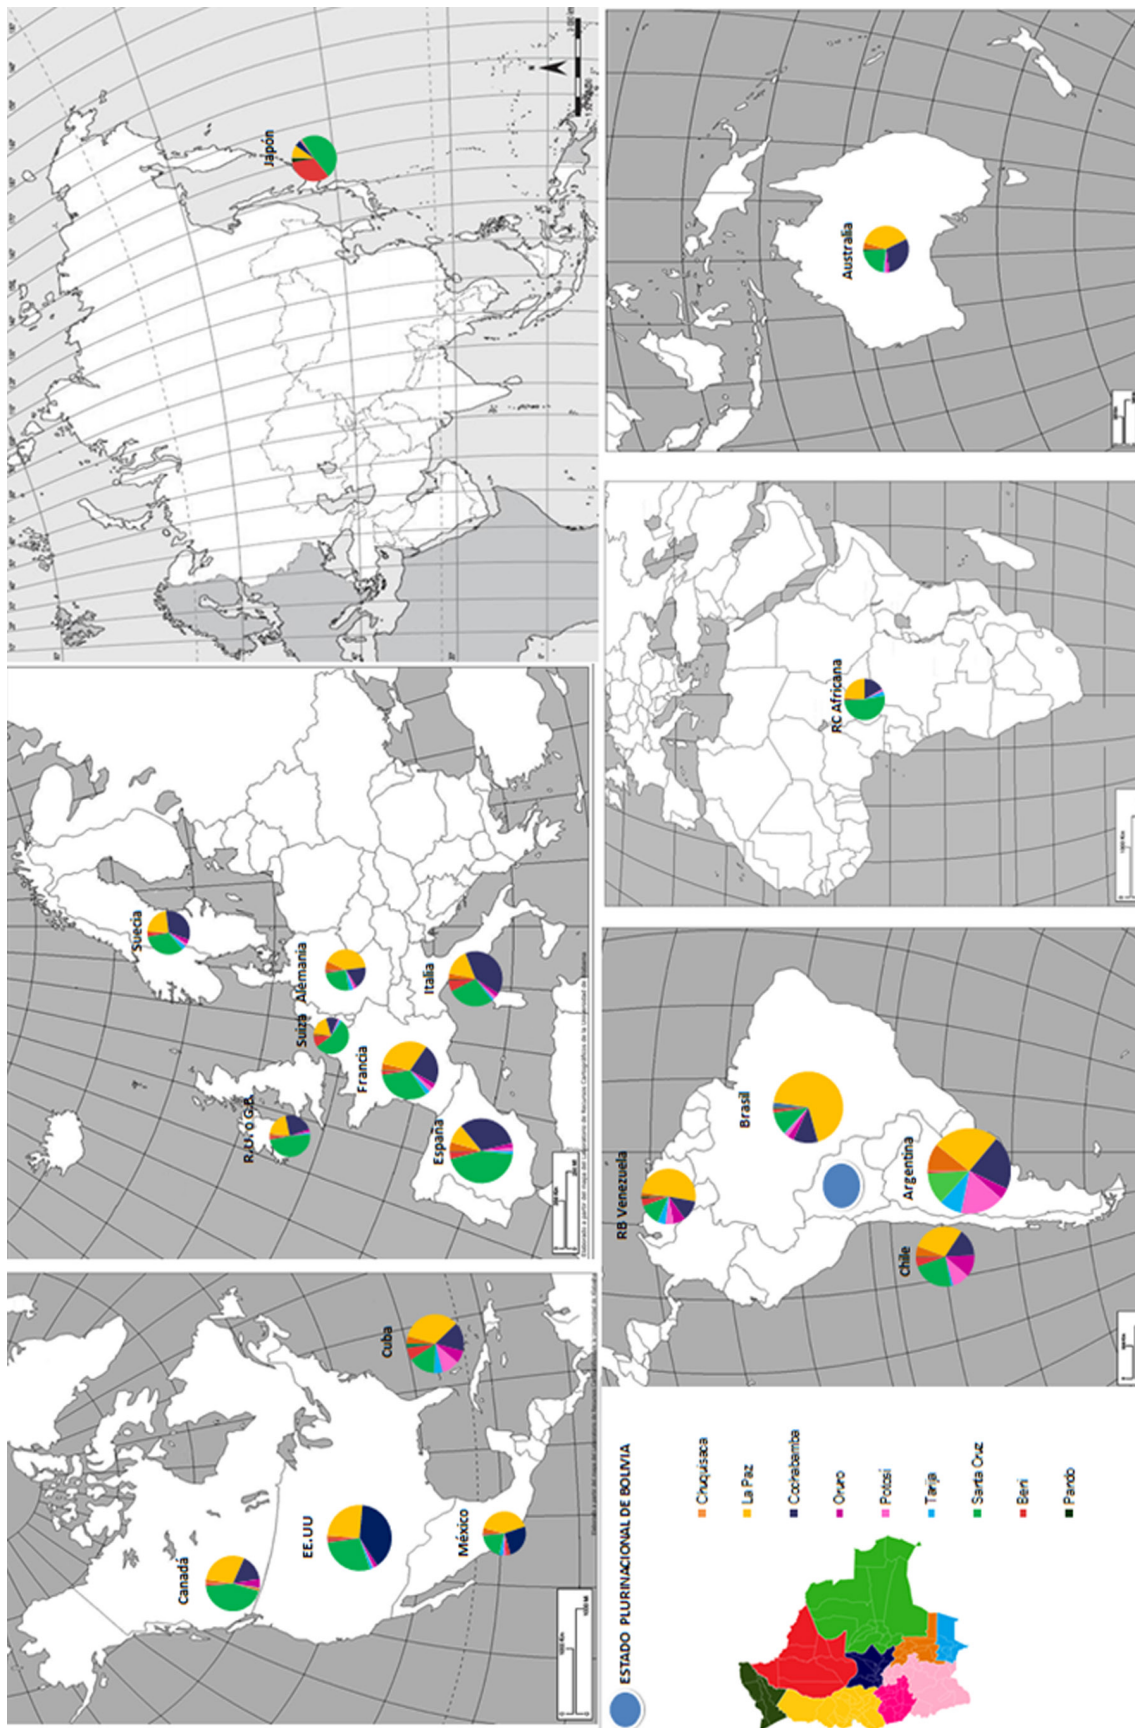 Japón
Suecia
Alemania
Suiza
Italia
Francia
R.U. o G.B.
España
Canadá
EE.UU
Cuba
México
Australia
RC Africana
RB Venezuela
Brasil
Argentina
Chile
ESTADO PLURINACIONAL DE BOLIVIA
Chuquisaca
La Paz
Cochabamba
Oruro
Potosí
Tarija
Santa Cruz
Beni
Pando